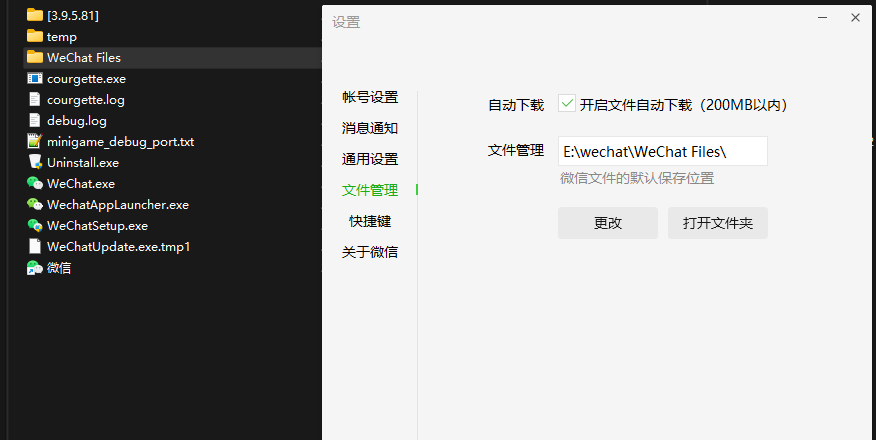 [3.9.5.81]
temp
WeChat Files
courgette.exe
courgette.log
debug.log
minigame_debug_port.txt
Uninstall.exe
WeChat.exe
WechatAppLauncher.exe
WeChatSetup.exe
WeChatUpdate.exe.tmp1
微信
设置
帐号设置
消息通知
通用设置
文件管理
快捷键
关于微信
自动下载 开启文件自动下载（200MB以内）
文件管理 E:\wechat\WeChat Files\
微信文件的默认保存位置
更改 打开文件夹